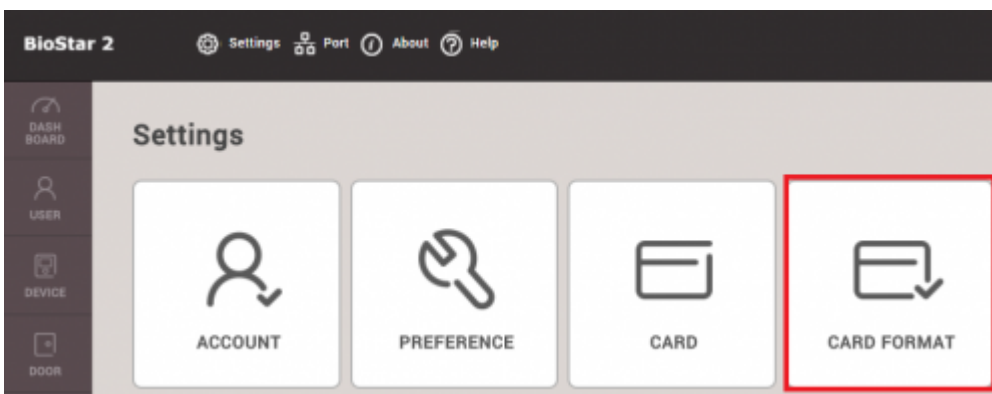 BioStar 2 Settings Port About Help
DASH
BOARD
Settings
USER
DEVICE
DOOR
ACCOUNT PREFERENCE CARD CARD FORMAT